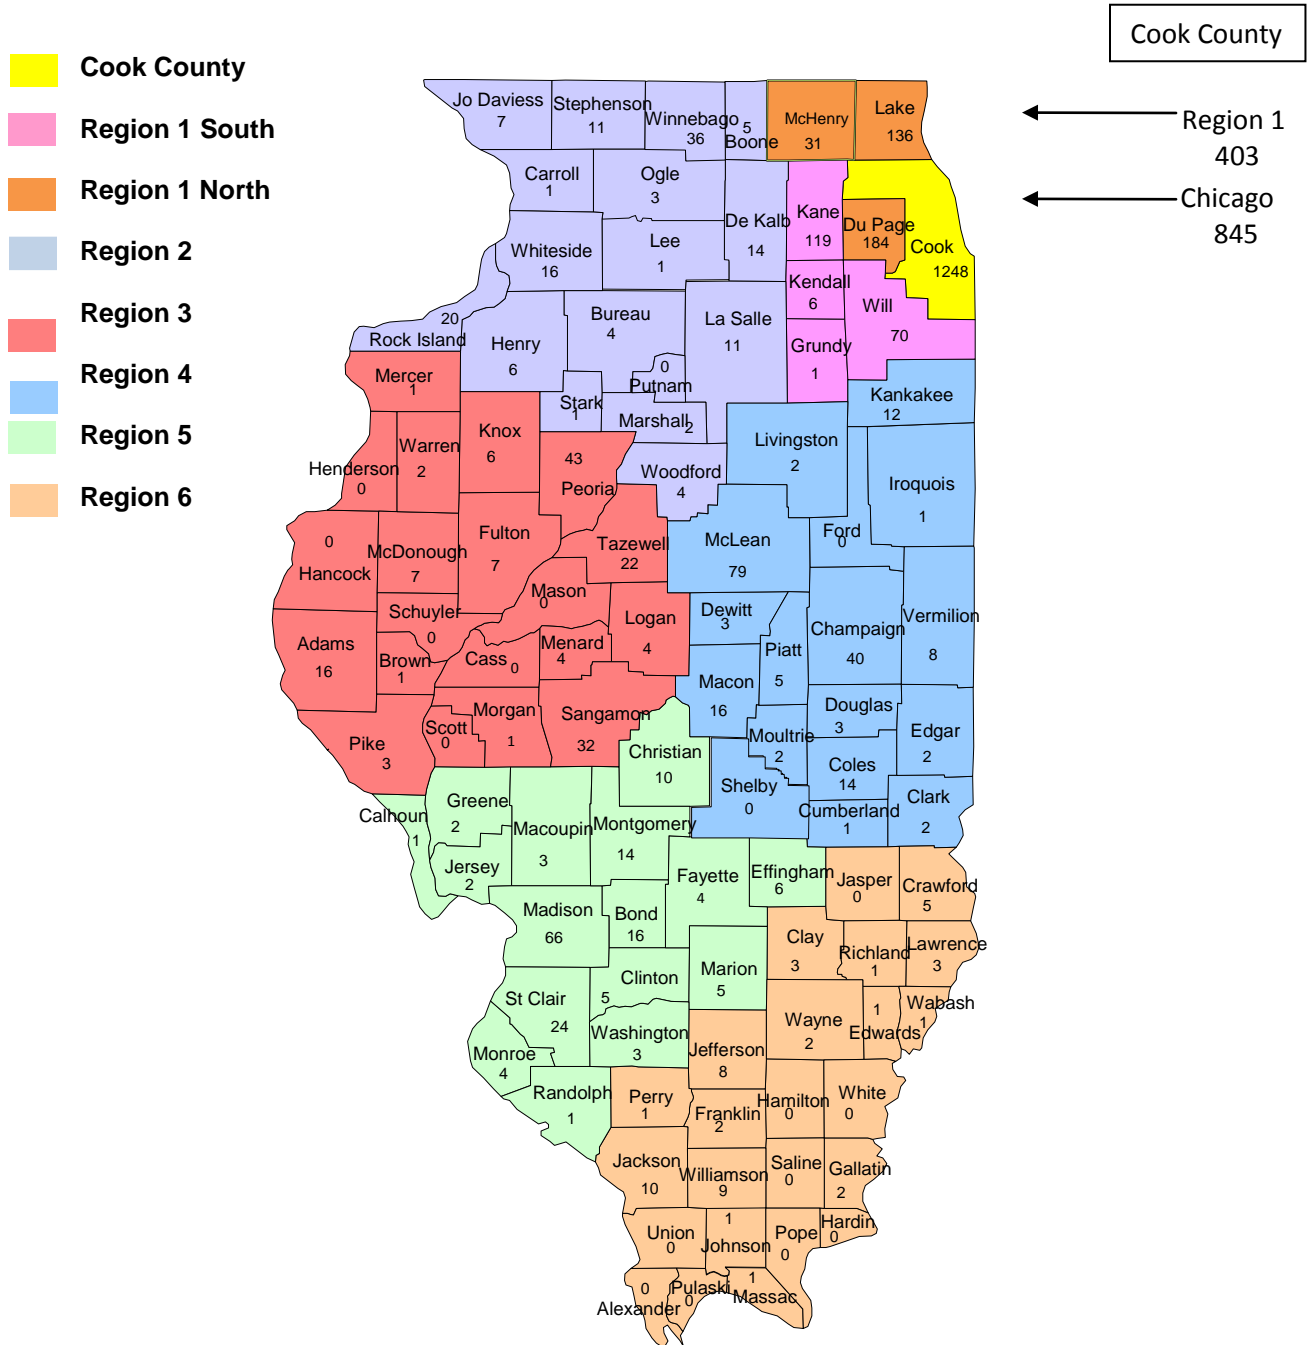 Cook County
Cook County
Region 1 South
Region 1 North
Region 2
Region 3
Region 4
Region 5
Region 6
Region 1
403
Chicago
845
Jo Daviess
7
Stephenson
11
Winnebago
36
5
Boone
McHenry
31
Lake
136
Carroll
1
Ogle
3
De Kalb
14
Kane
119
Du Page
184
Cook
1248
Whiteside
16
Lee
1
Kendall
6
Will
70
20
Rock Island
Henry
6
Bureau
4
La Salle
11
Grundy
1
0
Putnam
Mercer
1
Stark
1
Marshall
2
Kankakee
12
Knox
6
43
Peoria
Woodford
4
Livingston
2
Iroquois
1
Henderson
0
Warren
2
0
Hancock
McDonough
7
Fulton
7
Tazewell
22
McLean
79
Ford
0
Schuyler
0
Mason
0
Logan
4
Dewitt
3
Champaign
40
Vermilion
8
Adams
16
Brown
1
Cass
0
Menard
4
Piatt
5
Macon
16
Pike
3
Scott
0
Morgan
1
Sangamon
32
Christian
10
Moultrie
2
Douglas
3
Edgar
2
Coles
14
Shelby
0
Cumberland
1
Clark
2
Calhoun
1
Greene
2
Macoupin
3
Montgomery
14
Jersey
2
Fayette
4
Effingham
6
Jasper
0
Crawford
5
Madison
66
Bond
16
Clay
3
Richland
1
Lawrence
3
Clinton
5
Marion
5
St Clair
24
Washington
3
Wayne
2
1
Edwards
Wabash
1
Monroe
4
Jefferson
8
Randolph
1
Perry
1
Franklin
2
Hamilton
0
White
0
Jackson
10
Williamson
9
Saline
0
Gallatin
2
Union
0
1
Johnson
Pope
0
Hardin
0
0
Alexander
Pulaski
0
1
Massac